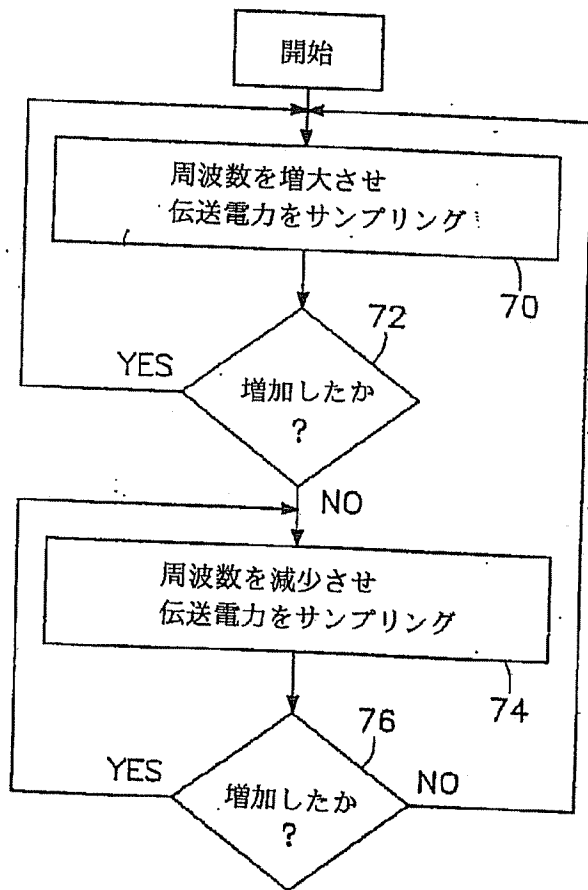 開始
周波数を増大させ
伝送電力をサンプリング
70
72
YES
増加したか
?
NO
周波数を減少させ
伝送電力をサンプリング
74
76
YES
NO
増加したか
?